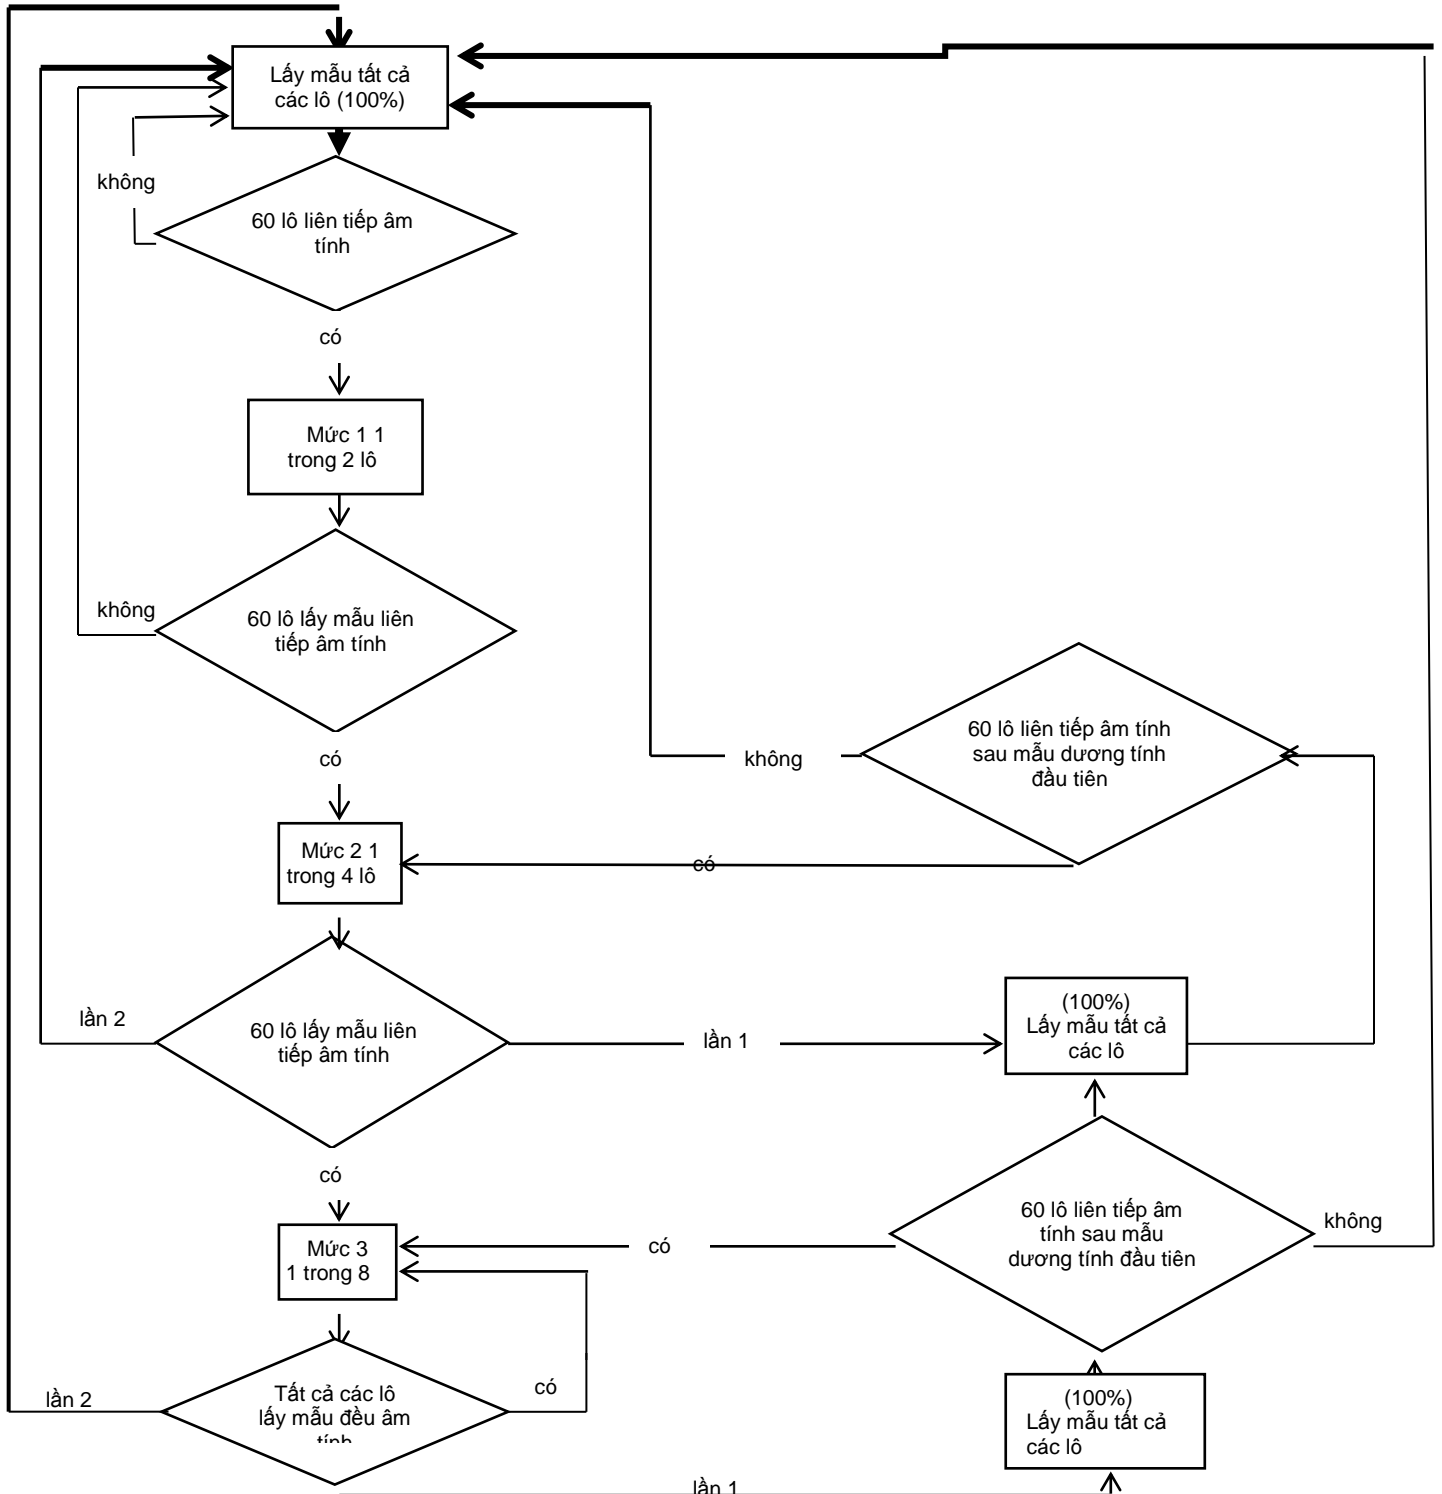 Lấy mẫu tất cả
các lô (100%)
không
60 lô liên tiếp âm
tính
có
Mức 1 1
trong 2 lô
không
60 lô lấy mẫu liên
tiếp âm tính
có
60 lô liên tiếp âm tính
sau mẫu dương tính
đầu tiên
không
Mức 2 1
trong 4 lô
có
lần 2
60 lô lấy mẫu liên
tiếp âm tính
lần 1
(100%)
Lấy mẫu tất cả
các lô
có
60 lô liên tiếp âm
tính sau mẫu
dương tính đầu tiên
không
Mức 3
1 trong 8
có
lần 2
Tất cả các lô
lấy mẫu đều âm
tính
có
(100%)
Lấy mẫu tất cả
các lô
lần 1